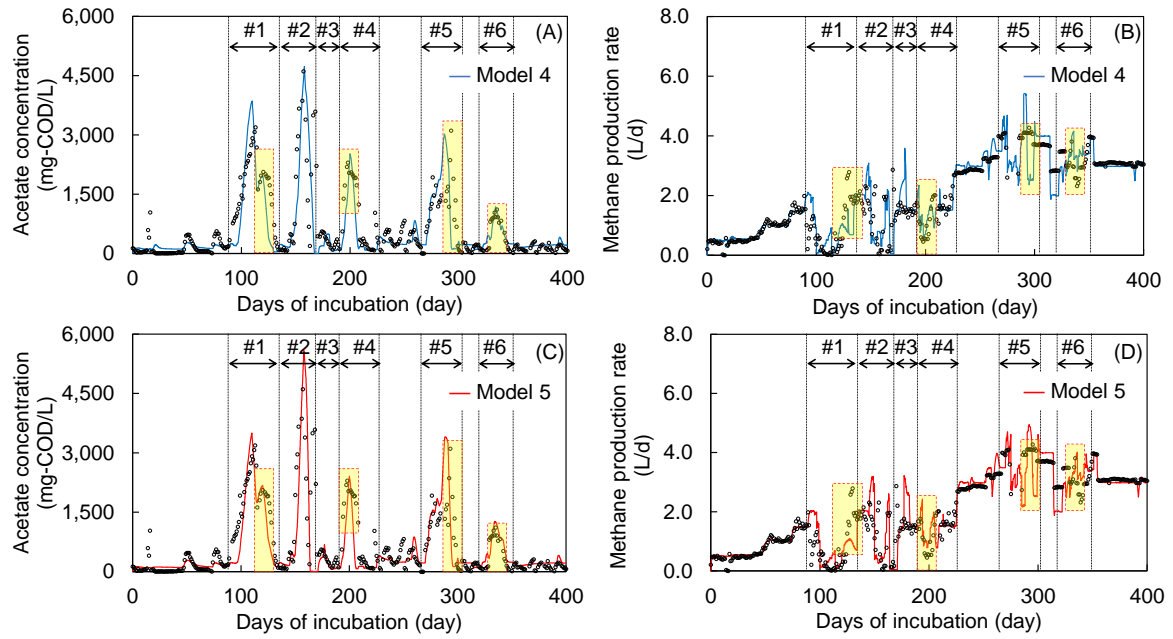 #1 #2 #3 #4 #5 #6 (A)
Model 4
6,000
4,500
3,000
1,500
0
0 100 200 300 400
Acetate concentration
(mg-COD/L)
Days of incubation (day)
#1 #2 #3 #4 #5 #6 (B)
Model 4
8.0
6.0
4.0
2.0
0.0
0 100 200 300 400
Methane production rate
(L/d)
Days of incubation (day)
#1 #2 #3 #4 #5 #6 (C)
Model 5
6,000
4,500
3,000
1,500
0
0 100 200 300 400
Acetate concentration
(mg-COD/L)
Days of incubation (day)
#1 #2 #3 #4 #5 #6 (D)
Model 5
8.0
6.0
4.0
2.0
0.0
0 100 200 300 400
Methane production rate
(L/d)
Days of incubation (day)